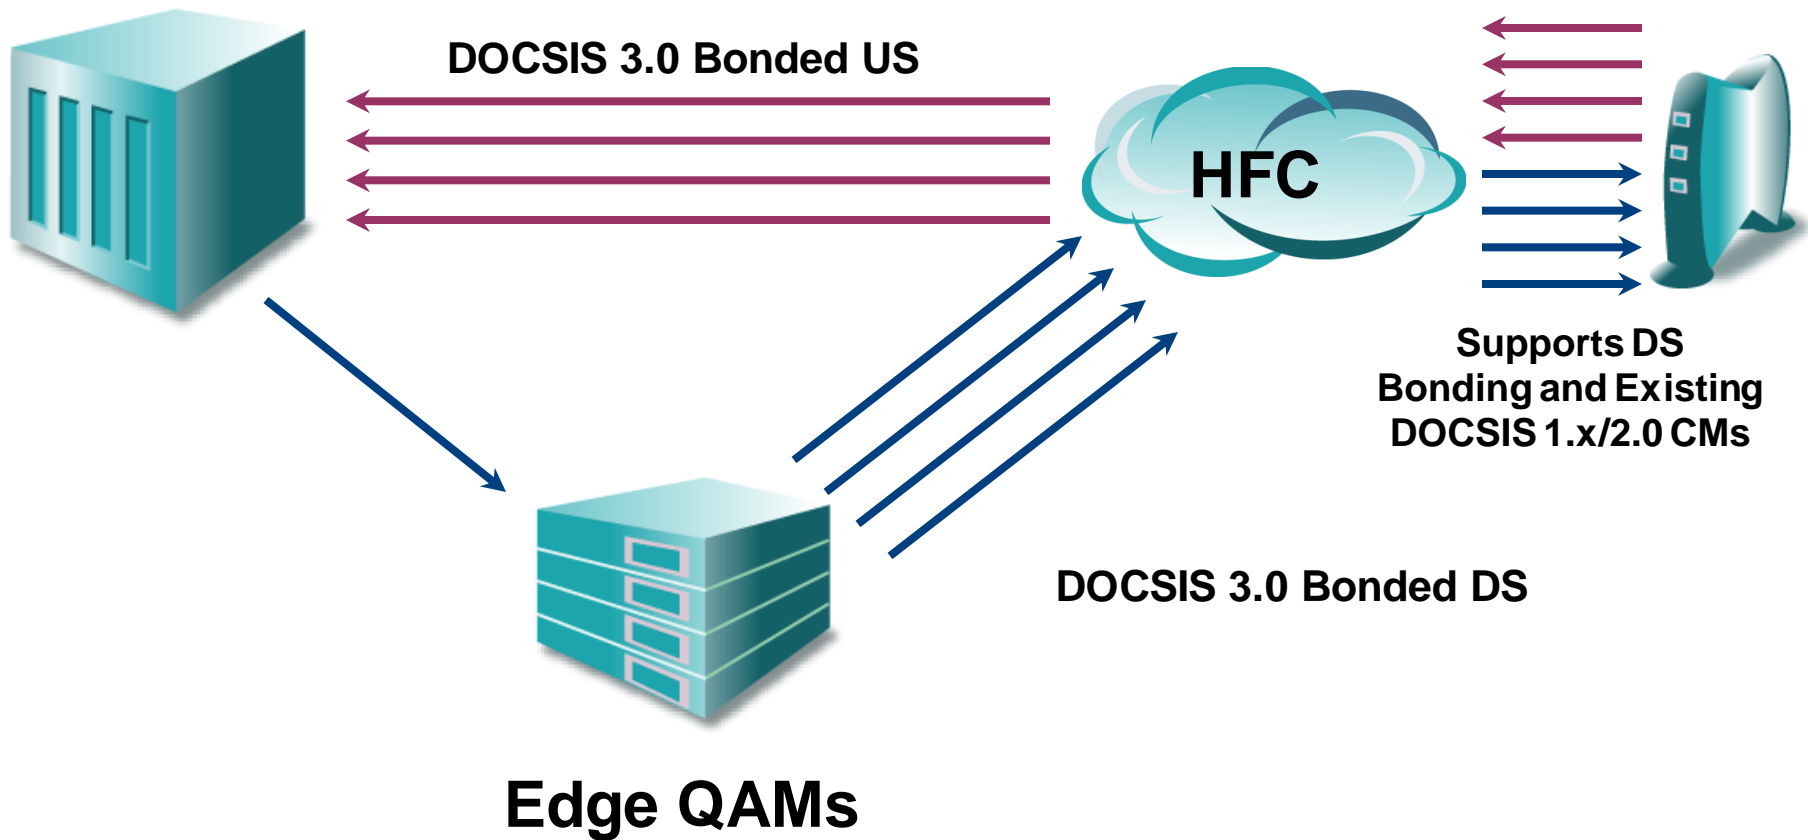 DOCSIS 3.0 Bonded US
HFC
Supports DS
Bonding and Existing
DOCSIS 1.x/2.0 CMs
DOCSIS 3.0 Bonded DS
Edge QAMs